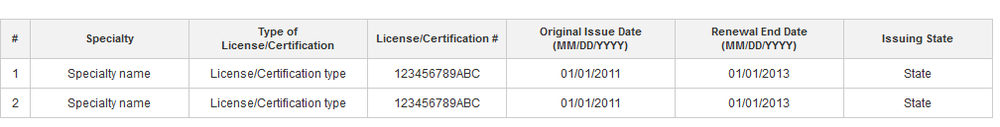 # Specialty Type of License/Certification License/Certification # Original Issue Date (MM/DD/YYYY) Renewal End Date (MM/DD/YYYY) Issuing State
1 Specialty name License/Certification type 123456789ABC 01/01/2011 01/01/2013 State
2 Specialty name License/Certification type 123456789ABC 01/01/2011 01/01/2013 State